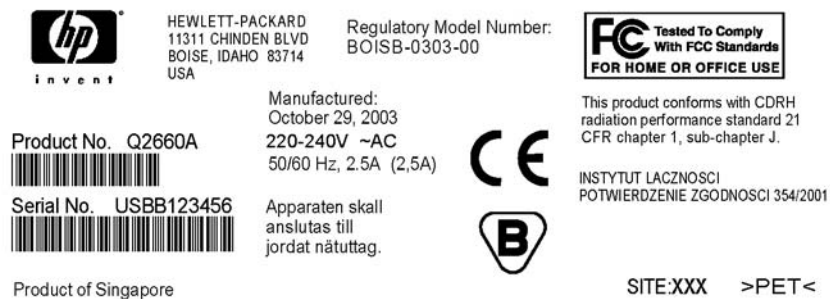 hp
invent
HEWLETT-PACKARD
11311 CHINDEN BLVD
BOISE, IDAHO 83714
USA
Regulatory Model Number:
BOISB-0303-00
FC Tested To Comply
With FCC Standards
FOR HOME OR OFFICE USE
Manufactured:
October 29, 2003
220-240V ~AC
50/60 Hz, 2.5A (2,5A)
This product conforms with CDRH
radiation performance standard 21
CFR chapter 1, sub-chapter J.
Product No. Q2660A
CE
INSTYTUT LACZNOSCI
POTWIERDZENIE ZGODNOSCI 354/2001
Serial No. USBB123456
Apparaten skall
anslutas till
jordat nätuttag.
B
Product of Singapore
SITE:XXX >PET<